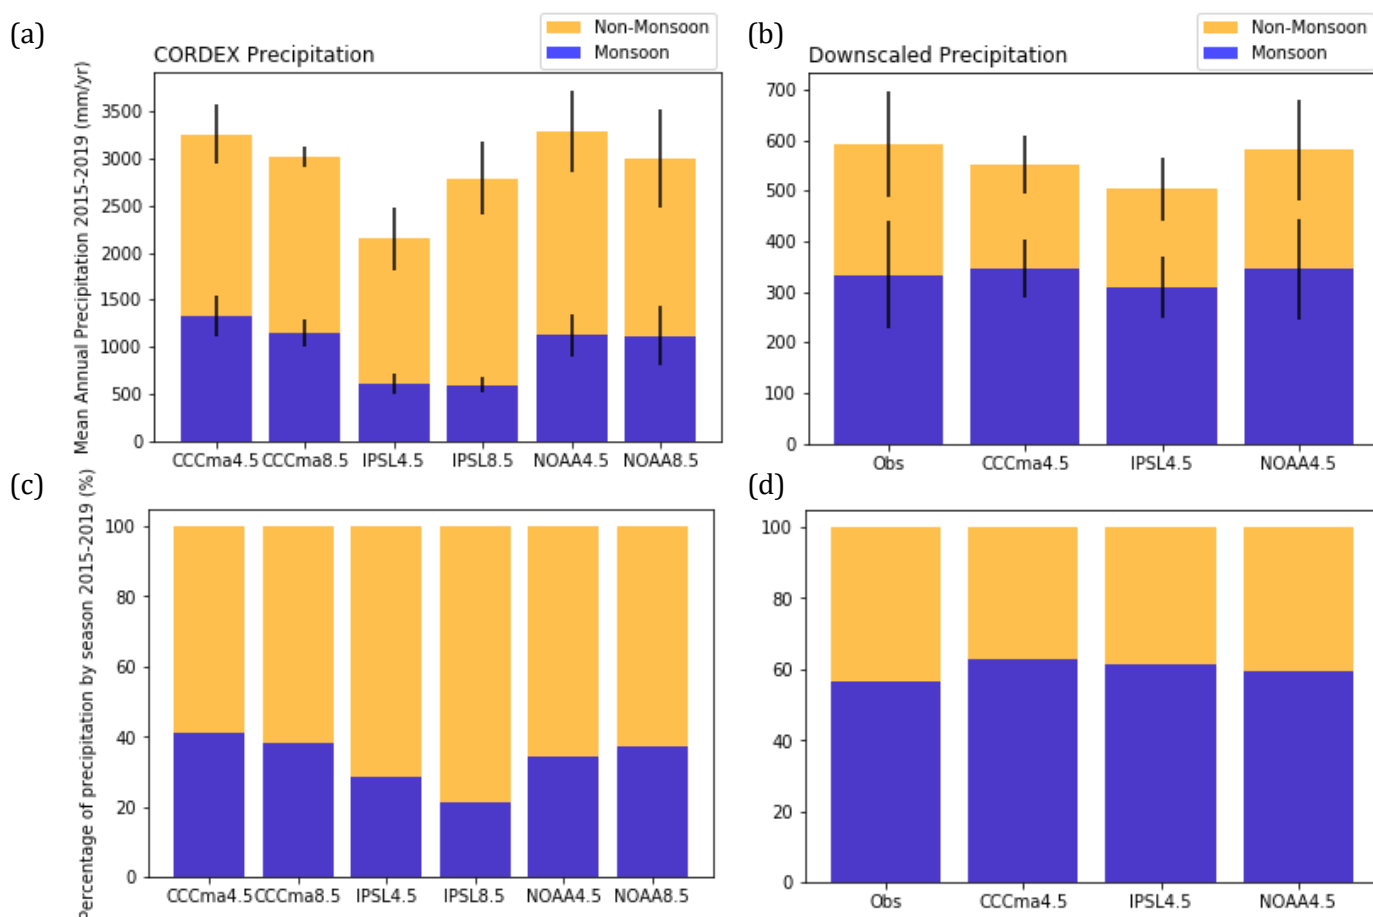 (a)
CORDEX Precipitation
Non-Monsoon
Monsoon
Mean Annual Precipitation 2015-2019 (mm/yr)
3500
3000
2500
2000
1500
1000
500
0
CCCma4.5 CCCma8.5 IPSL4.5 IPSL8.5 NOAA4.5 NOAA8.5
(b)
Downscaled Precipitation
Non-Monsoon
Monsoon
700
600
500
400
300
200
100
0
Obs CCCma4.5 IPSL4.5 NOAA4.5
(c)
Percentage of precipitation by season 2015-2019 (%)
100
80
60
40
20
0
CCCma4.5 CCCma8.5 IPSL4.5 IPSL8.5 NOAA4.5 NOAA8.5
(d)
100
80
60
40
20
0
Obs CCCma4.5 IPSL4.5 NOAA4.5